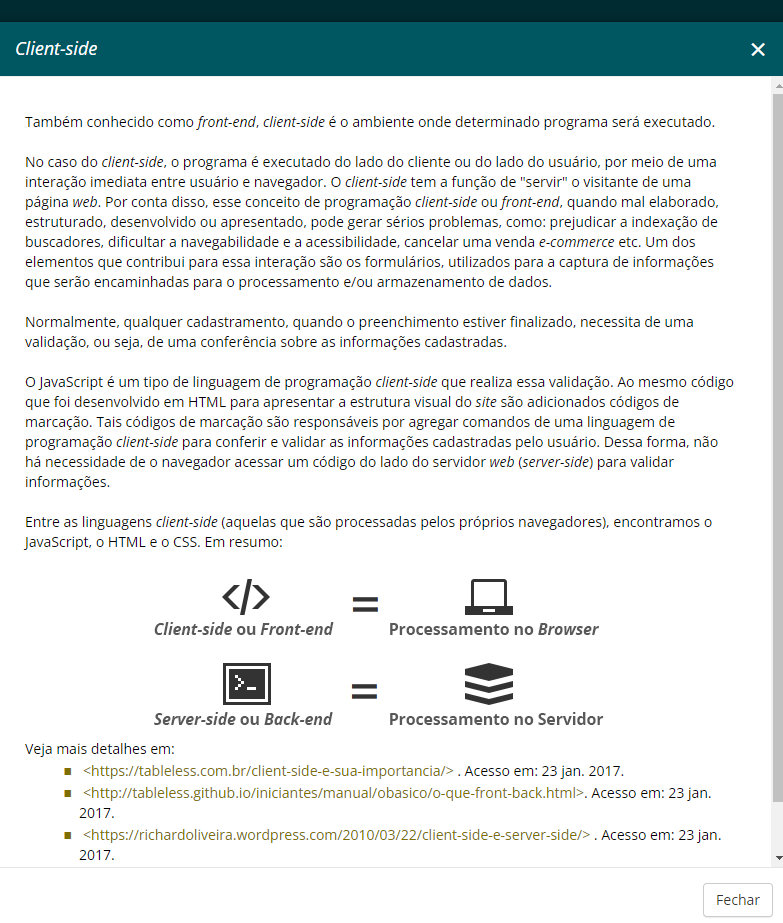 Client-side
Também conhecido como front-end, client-side é o ambiente onde determinado programa será executado.
No caso do client-side, o programa é executado do lado do cliente ou do lado do usuário, por meio de uma
interação imediata entre usuário e navegador. O client-side tem a função de "servir" o visitante de uma
página web. Por conta disso, esse conceito de programação client-side ou front-end, quando mal elaborado,
estruturado, desenvolvido ou apresentado, pode gerar sérios problemas, como: prejudicar a indexação de
buscadores, dificultar a navegabilidade e a acessibilidade, cancelar uma venda e-commerce etc. Um dos
elementos que contribui para essa interação são os formulários, utilizados para a captura de informações
que serão encaminhadas para o processamento e/ou armazenamento de dados.
Normalmente, qualquer cadastramento, quando o preenchimento estiver finalizado, necessita de uma
validação, ou seja, de uma conferência sobre as informações cadastradas.
O JavaScript é um tipo de linguagem de programação client-side que realiza essa validação. Ao mesmo código
que foi desenvolvido em HTML para apresentar a estrutura visual do site são adicionados códigos de
marcação. Tais códigos de marcação são responsáveis por agregar comandos de uma linguagem de
programação client-side para conferir e validar as informações cadastradas pelo usuário. Dessa forma, não
há necessidade de o navegador acessar um código do lado do servidor web (server-side) para validar
informações.
Entre as linguagens client-side (aquelas que são processadas pelos próprios navegadores), encontramos o
JavaScript, o HTML e o CSS. Em resumo:
Client-side ou Front-end = Processamento no Browser
Server-side ou Back-end = Processamento no Servidor
Veja mais detalhes em:
<https://tableless.com.br/client-side-e-sua-importancia/> . Acesso em: 23 jan. 2017.
<http://tableless.github.io/iniciantes/manual/obasico/o-que-front-back.html>. Acesso em: 23 jan.
2017.
<https://richardoliveira.wordpress.com/2010/03/22/client-side-e-server-side/> . Acesso em: 23 jan.
2017.
Fechar